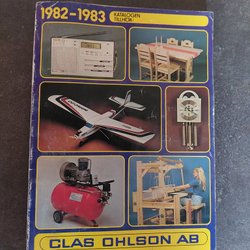 1982-1983
KATALOGEN
TILLHÖR:
CLAS OHLSON AB